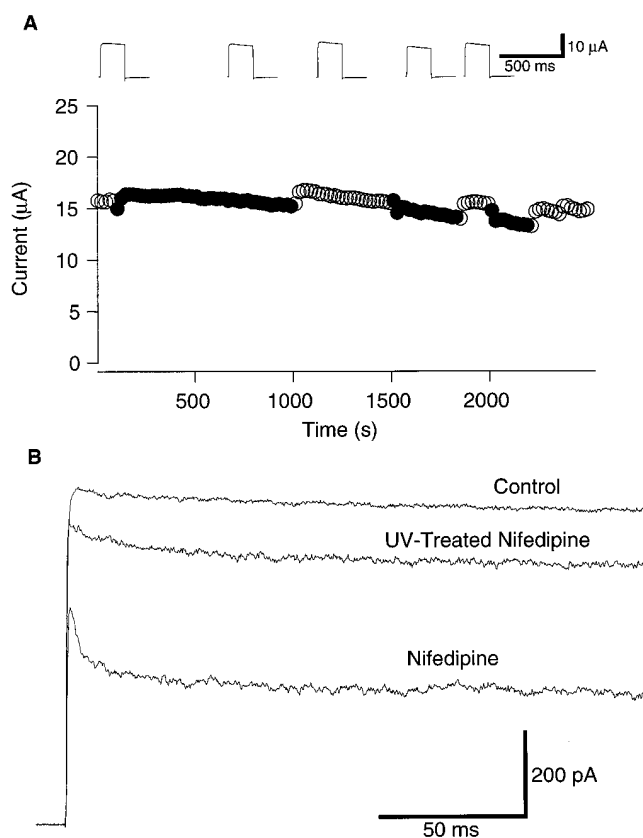 A
10 µA
500 ms
25
20
15
10
5
0
Current (µA)
500
1000
1500
2000
Time (s)
B
Control
UV-Treated Nifedipine
Nifedipine
200 pA
50 ms